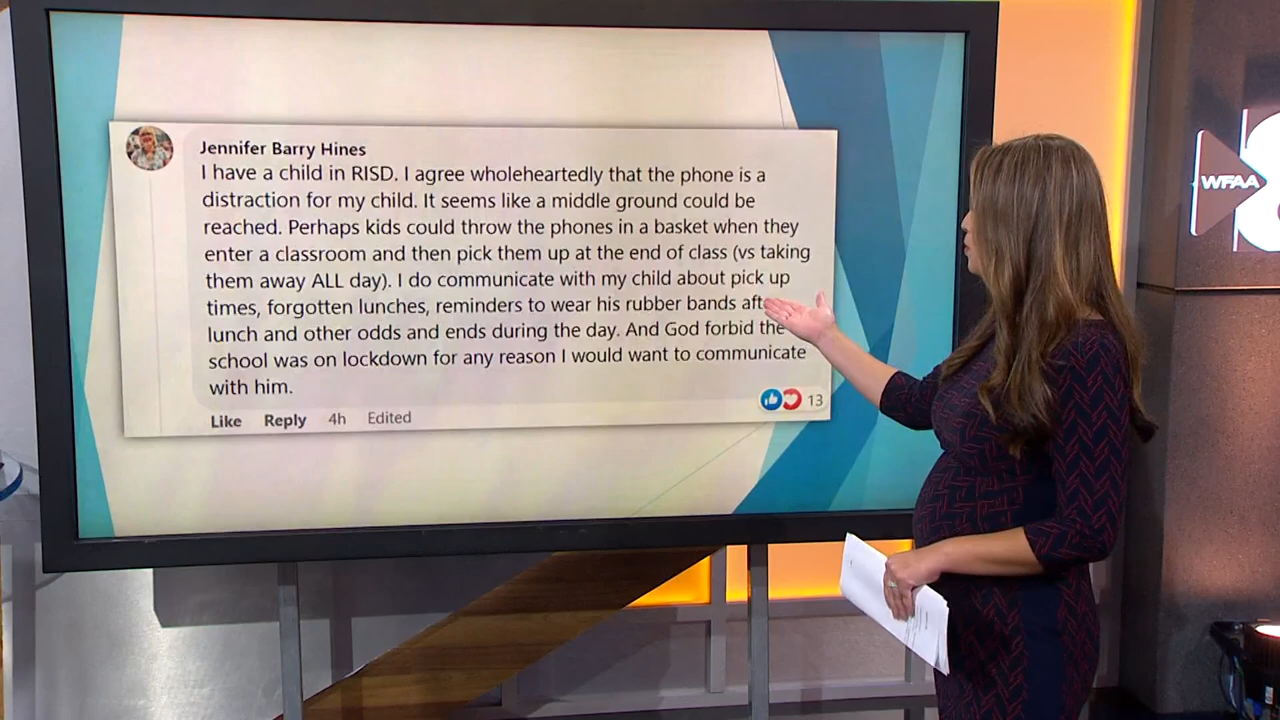 Jennifer Barry Hines
I have a child in RISD. I agree wholeheartedly that the phone is a
distraction for my child. It seems like a middle ground could be
reached. Perhaps kids could throw the phones in a basket when they
enter a classroom and then pick them up at the end of class (vs taking
them away ALL day). I do communicate with my child about pick up
times, forgotten lunches, reminders to wear his rubber bands
lunch and other odds and ends during the day. And God forbid the
school was on lockdown for any reason I would want to communicate
with him.
13
Like Reply 4h Edited
WFAA